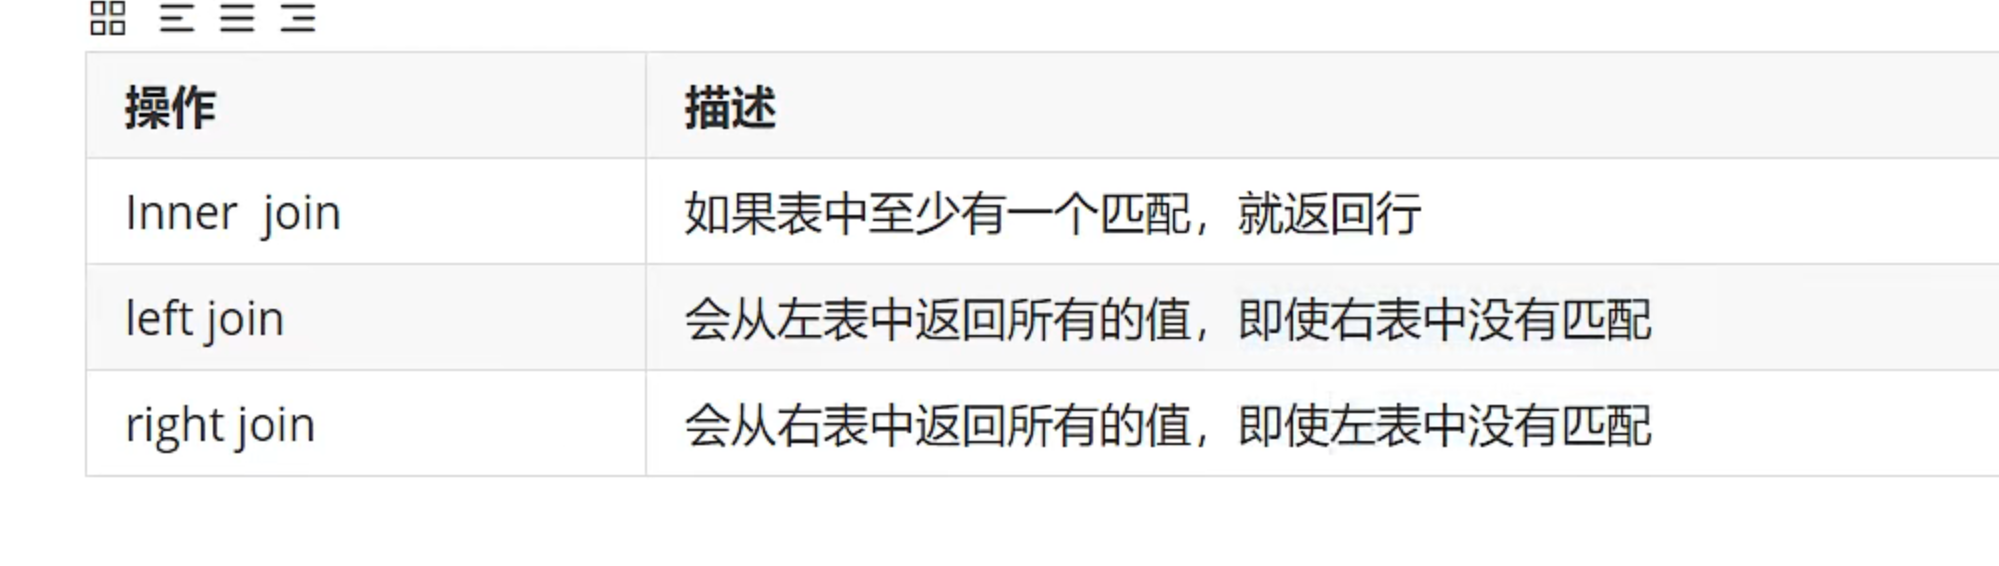 操作 描述
Inner  join 如果表中至少有一个匹配，就返回行
left join 会从左表中返回所有的值，即使右表中没有匹配
right join 会从右表中返回所有的值，即使左表中没有匹配